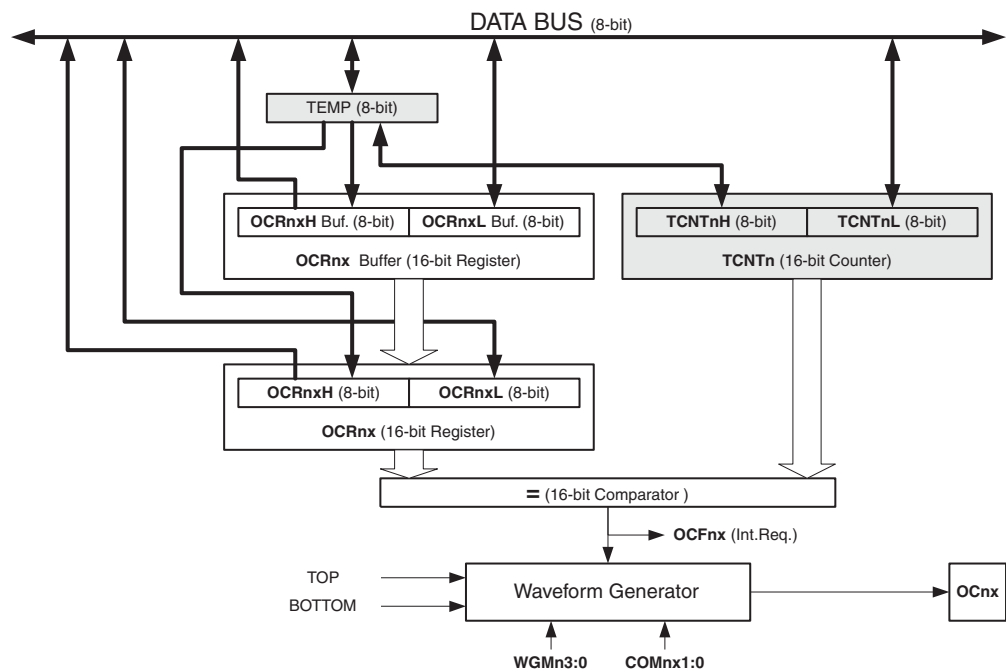 DATA BUS (8-bit)
TEMP (8-bit)
OCRnxH Buf. (8-bit)
OCRnxL Buf. (8-bit)
TCNTnH (8-bit)
TCNTnL (8-bit)
OCRnx Buffer (16-bit Register)
TCNTn (16-bit Counter)
OCRnxH (8-bit)
OCRnxL (8-bit)
OCRnx (16-bit Register)
= (16-bit Comparator )
OCFnx (Int.Req.)
TOP
BOTTOM
Waveform Generator
OCnx
WGMn3:0
COMnx1:0